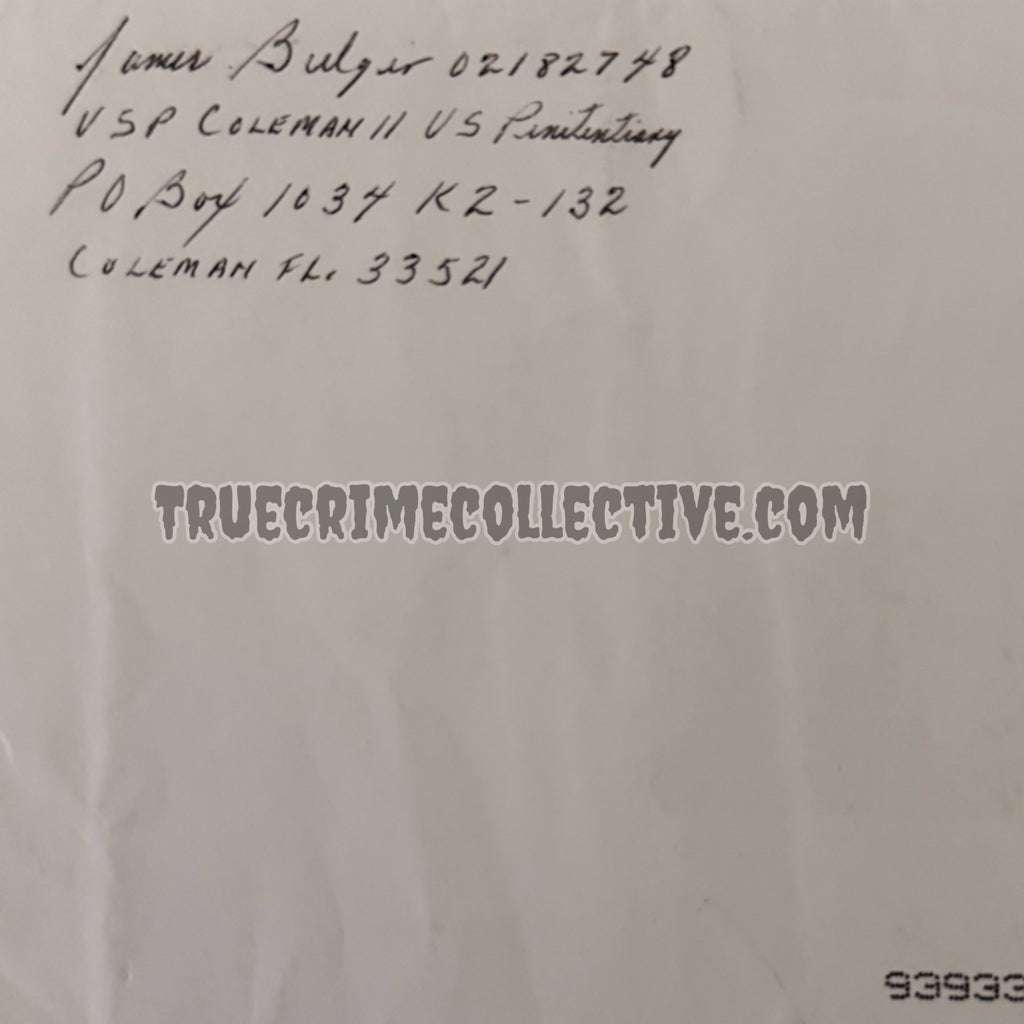 James Bulger 02182748
USP COLEMAN II US Penitentiary
PO Box 1034 K2-132
COLEMAN FL. 33521
TRUECRIMECOLLECTIVE.COM
93933